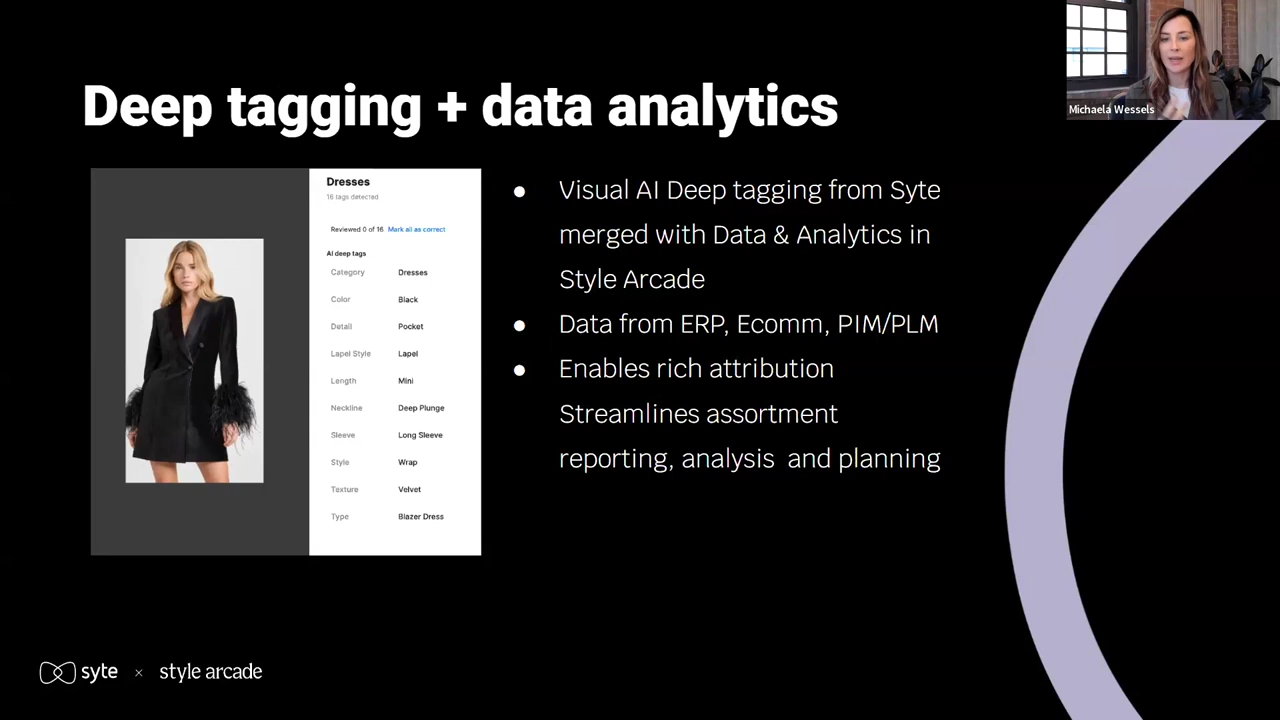 Michaela Wessels
Deep tagging + data analytics
Dresses
16 tags detected
Reviewed 0 of 16 Mark all as correct
AI deep tags
Category Dresses
Color Black
Detail Pocket
Lapel Style Lapel
Length Mini
Neckline Deep Plunge
Sleeve Long Sleeve
Style Wrap
Texture Velvet
Type Blazer Dress
● Visual AI Deep tagging from Syte
merged with Data & Analytics in
Style Arcade
● Data from ERP, Ecomm, PIM/PLM
● Enables rich attribution
Streamlines assortment
reporting, analysis and planning
syte × style arcade